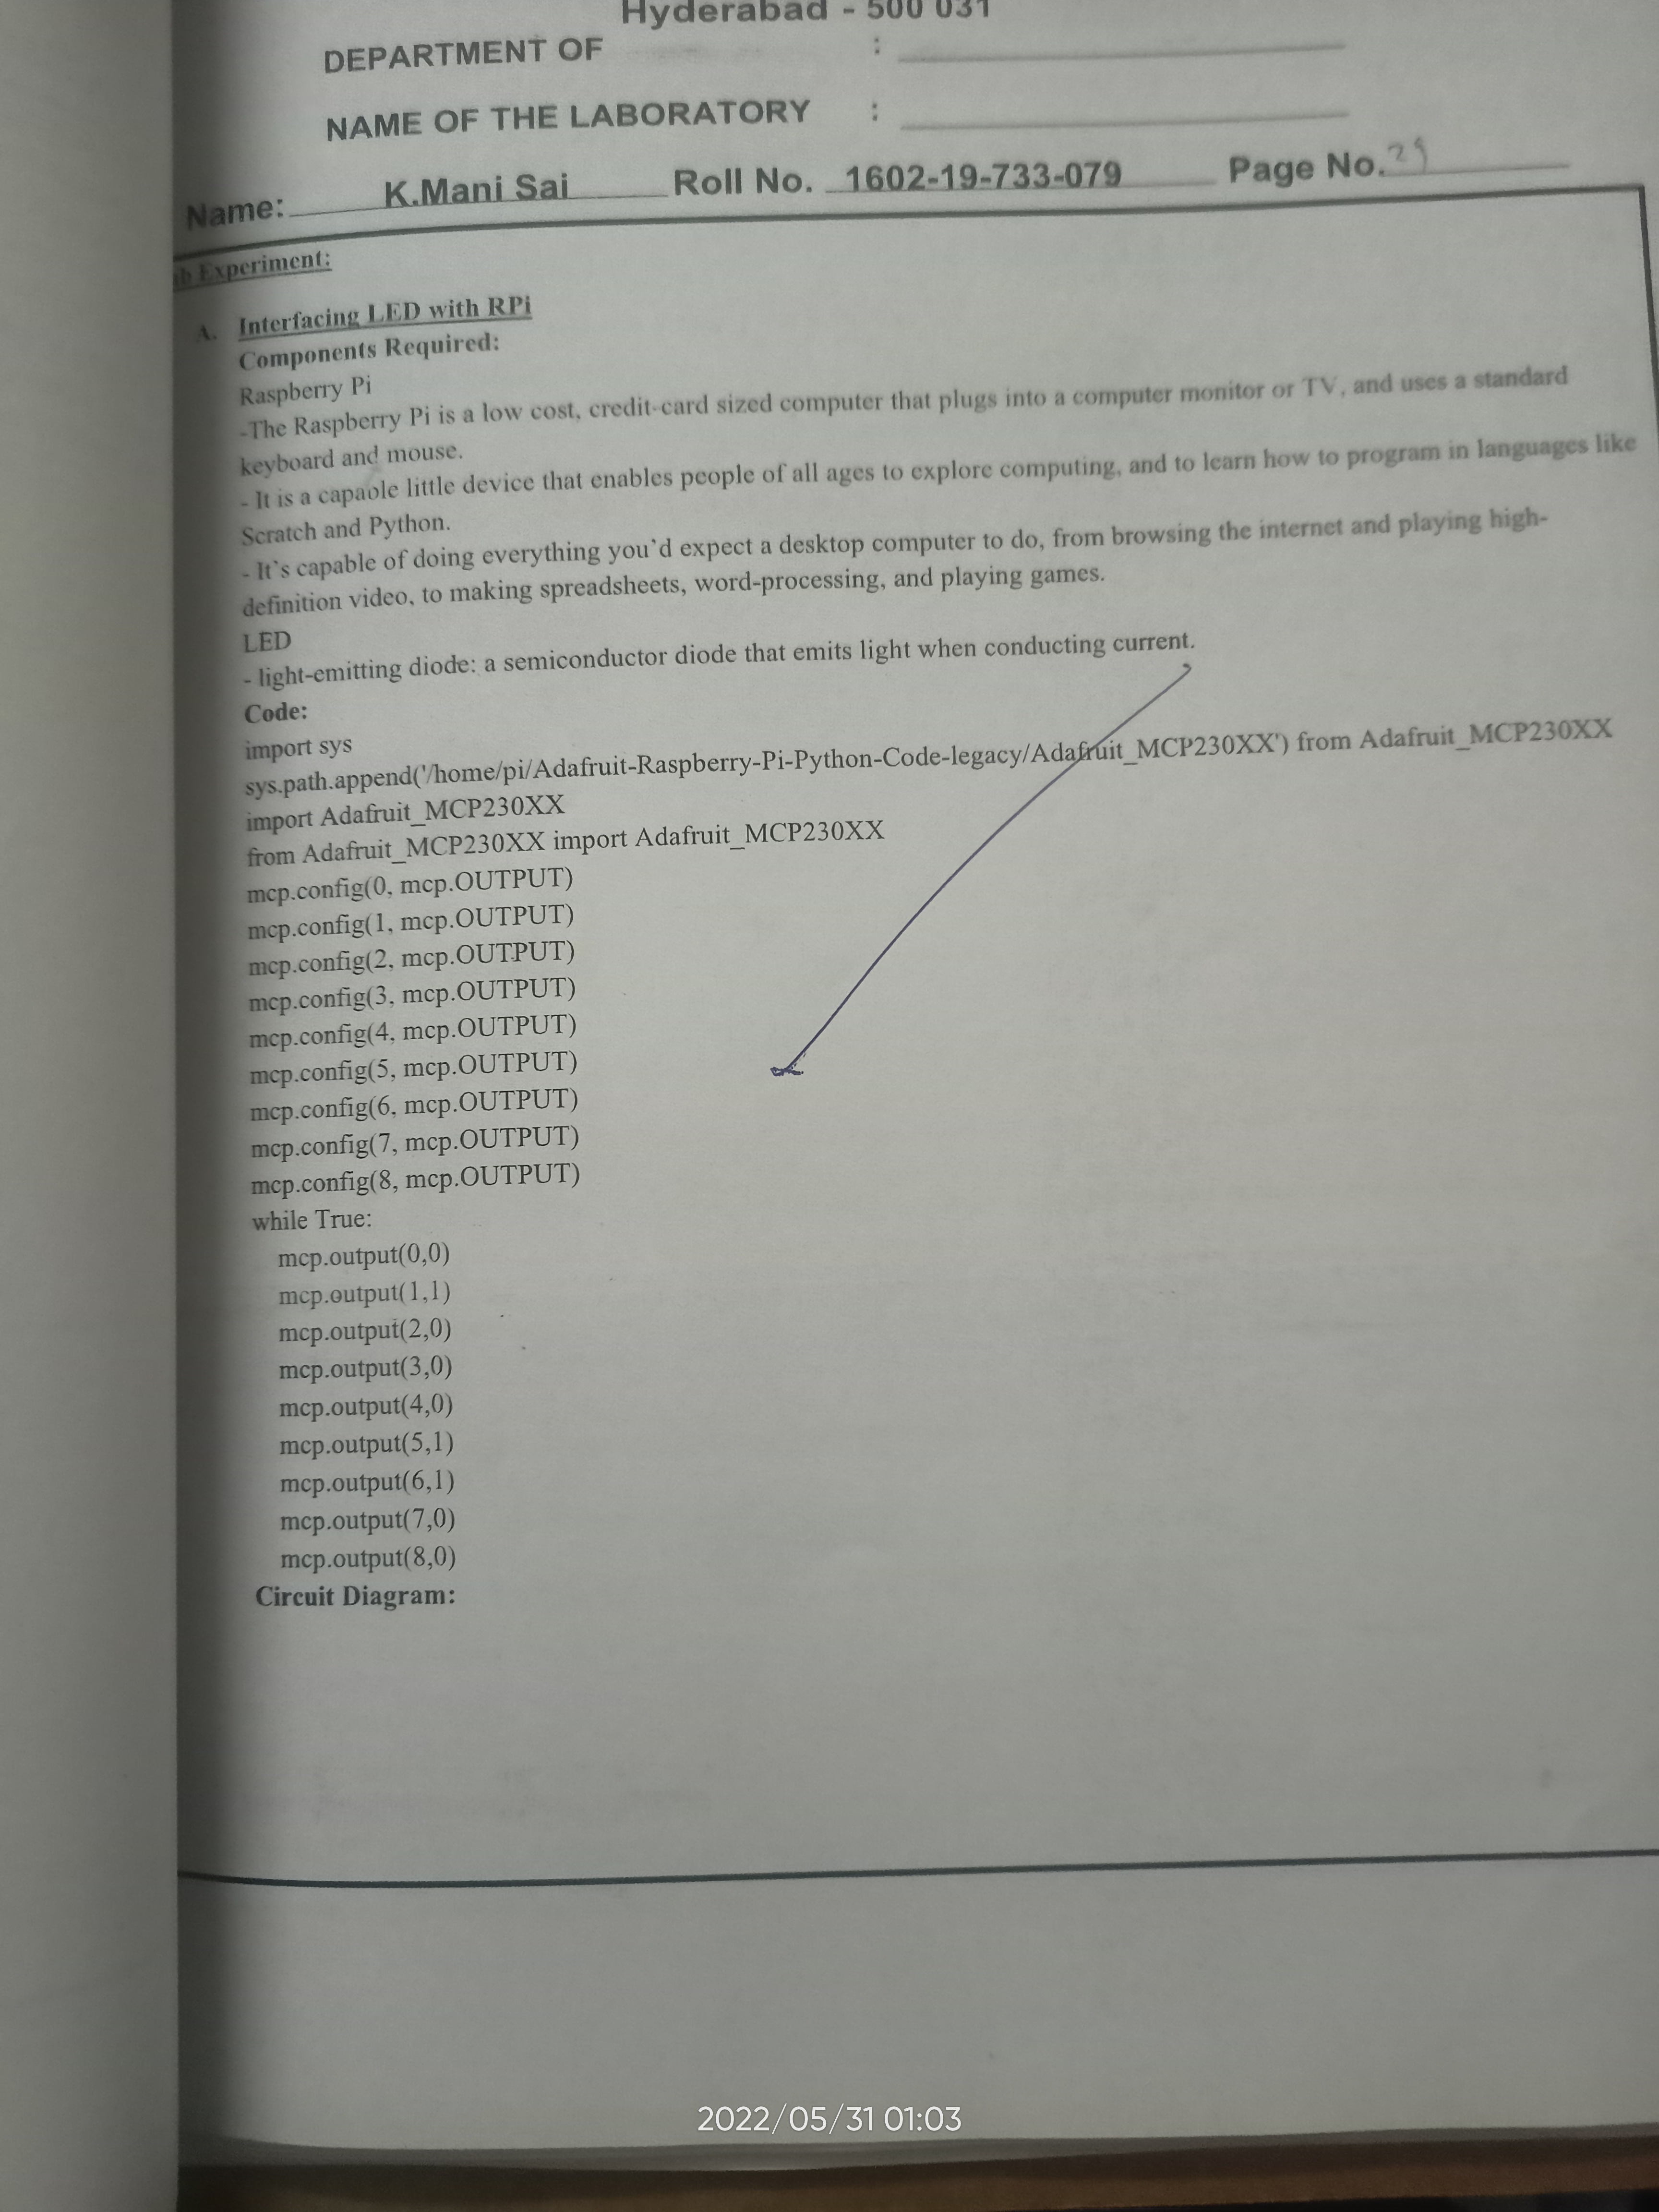 Hyderabad - 500 031
DEPARTMENT OF :
NAME OF THE LABORATORY :
Name: K.Mani Sai Roll No. 1602-19-733-079 Page No.
Experiment:
A. Interfacing LED with RPi
Components Required:
Raspberry Pi
-The Raspberry Pi is a low cost, credit-card sized computer that plugs into a computer monitor or TV, and uses a standard
keyboard and mouse.
- It is a capaole little device that enables people of all ages to explore computing, and to learn how to program in languages like
Scratch and Python.
- It's capable of doing everything you'd expect a desktop computer to do, from browsing the internet and playing high-
definition video, to making spreadsheets, word-processing, and playing games.
LED
- light-emitting diode: a semiconductor diode that emits light when conducting current.
Code:
import sys
sys.path.append('/home/pi/Adafruit-Raspberry-Pi-Python-Code-legacy/Adafruit_MCP230XX') from Adafruit_MCP230XX
import Adafruit_MCP230XX
from Adafruit_MCP230XX import Adafruit_MCP230XX
mcp.config(0, mcp.OUTPUT)
mcp.config(1, mcp.OUTPUT)
mcp.config(2, mcp.OUTPUT)
mcp.config(3, mcp.OUTPUT)
mcp.config(4, mcp.OUTPUT)
mcp.config(5, mcp.OUTPUT)
mcp.config(6, mcp.OUTPUT)
mcp.config(7, mcp.OUTPUT)
mcp.config(8, mcp.OUTPUT)
while True:
mcp.output(0,0)
mcp.output(1,1)
mcp.output(2,0)
mcp.output(3,0)
mcp.output(4,0)
mcp.output(5,1)
mcp.output(6,1)
mcp.output(7,0)
mcp.output(8,0)
Circuit Diagram:
2022/05/31 01:03